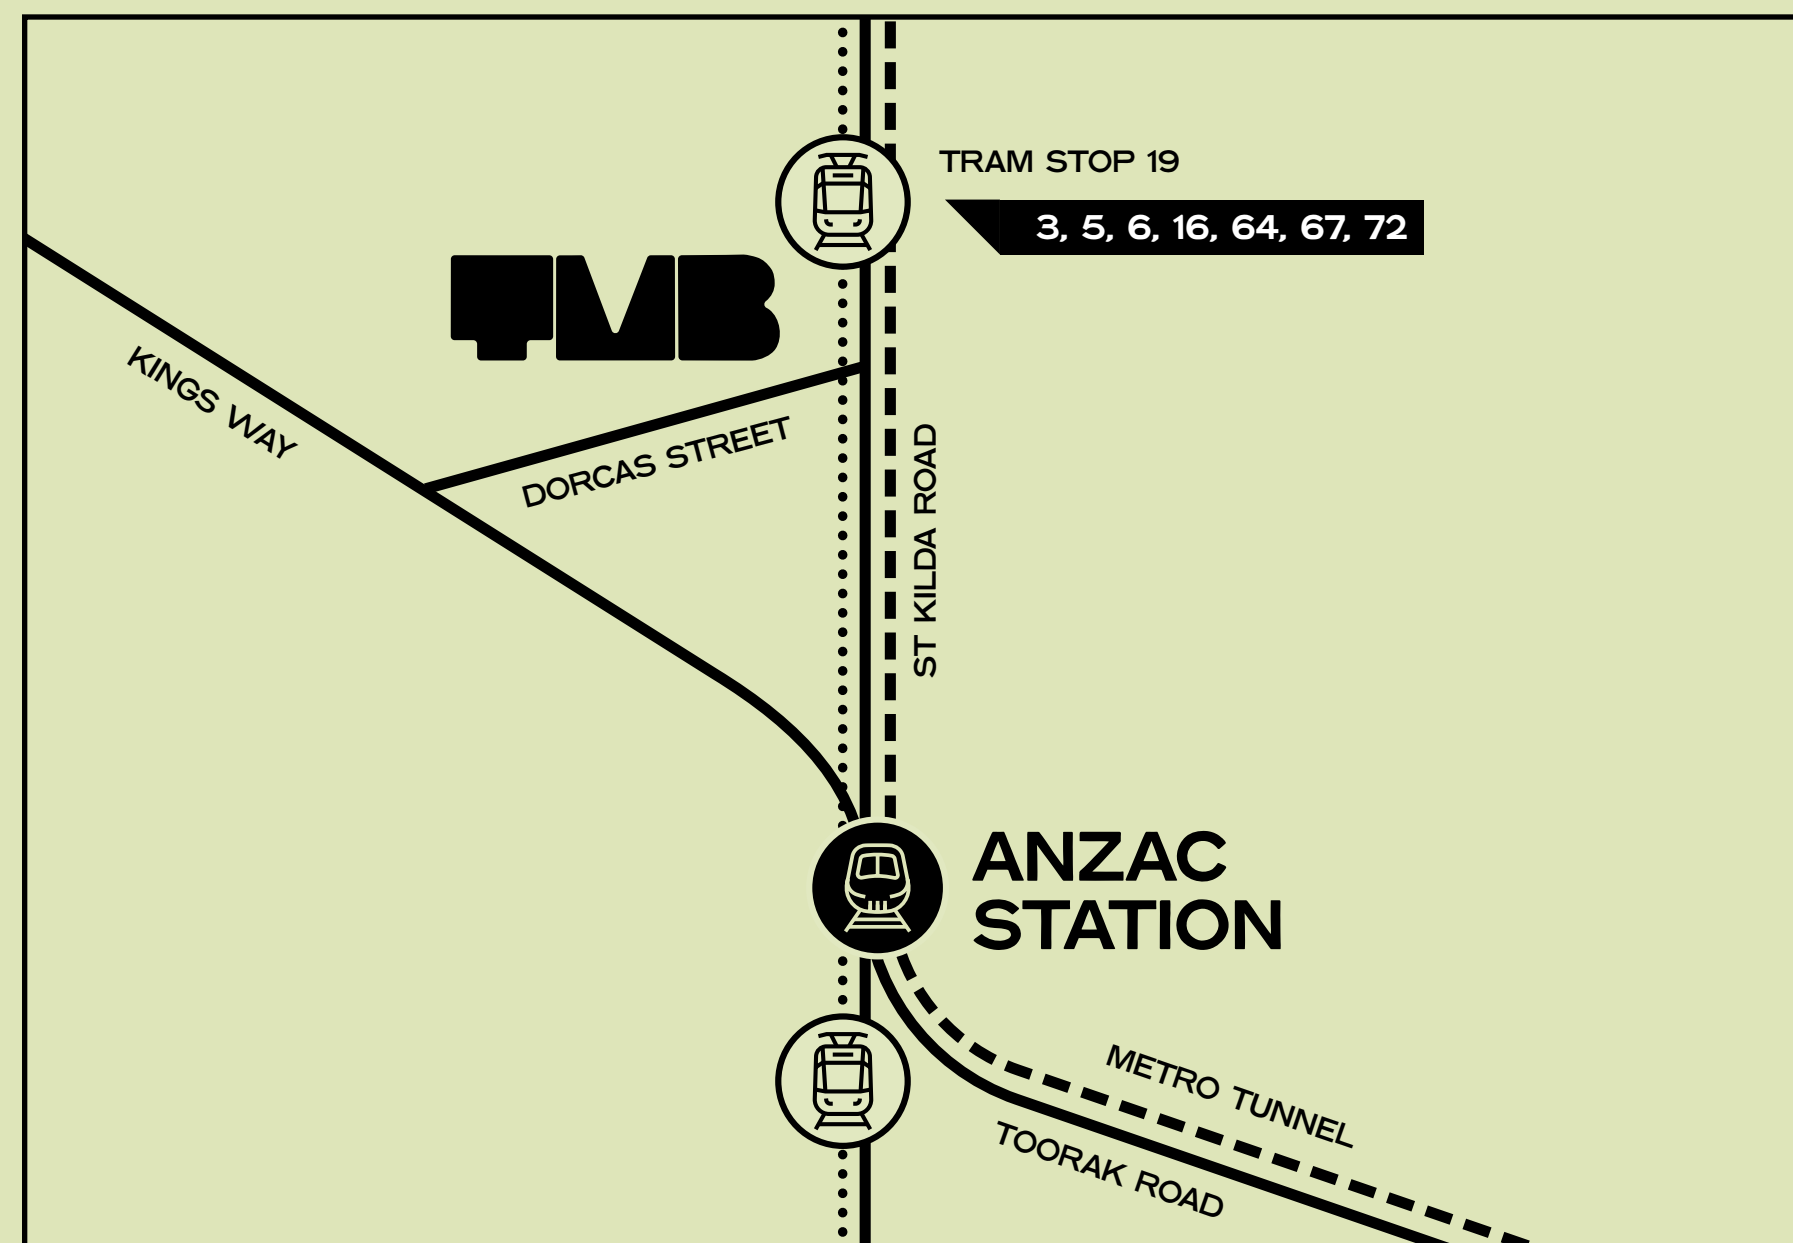 TRAM STOP 19
3, 5, 6, 16, 64, 67, 72
TMB
KINGS WAY
DORCAS STREET
ST KILDA ROAD
ANZAC
STATION
METRO TUNNEL
TOORAK ROAD